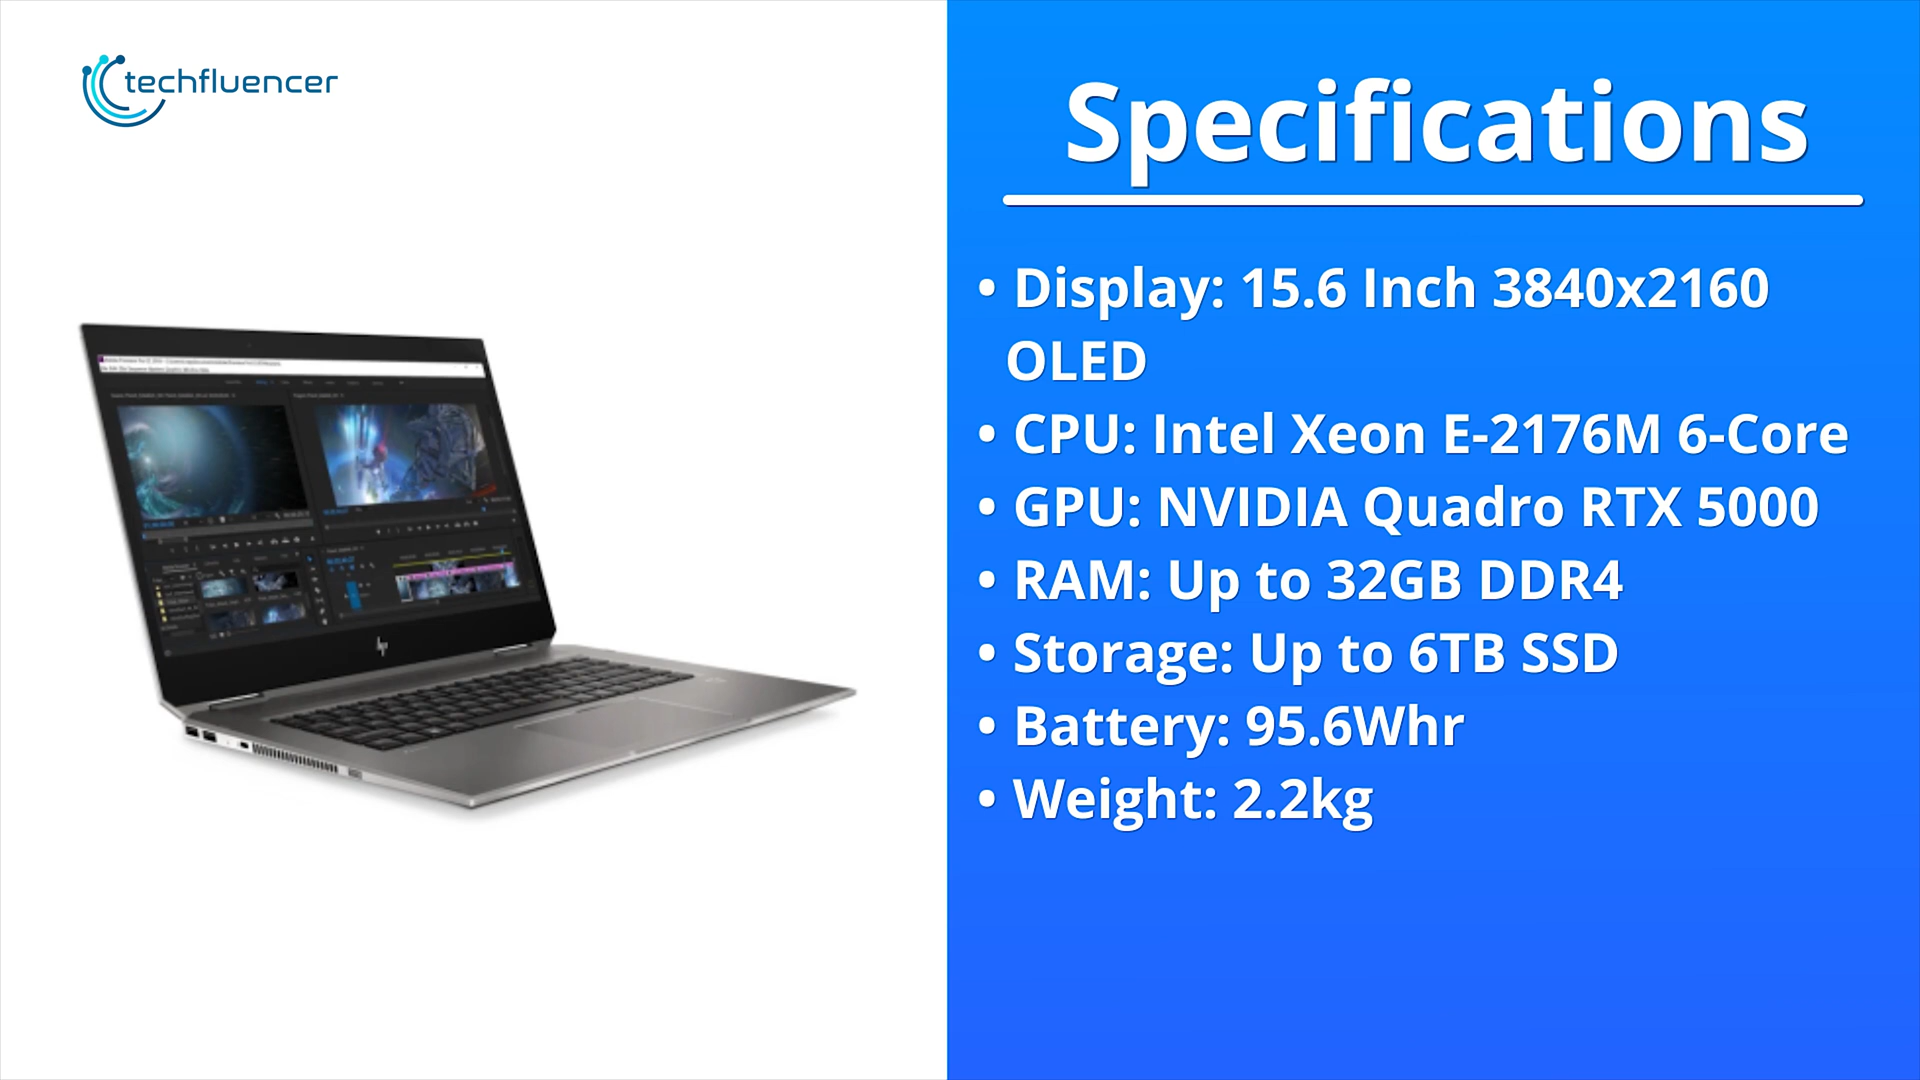 techfluencer
Specifications
• Display: 15.6 Inch 3840x2160
OLED
• CPU: Intel Xeon E-2176M 6-Core
• GPU: NVIDIA Quadro RTX 5000
• RAM: Up to 32GB DDR4
• Storage: Up to 6TB SSD
• Battery: 95.6Whr
• Weight: 2.2kg
hp